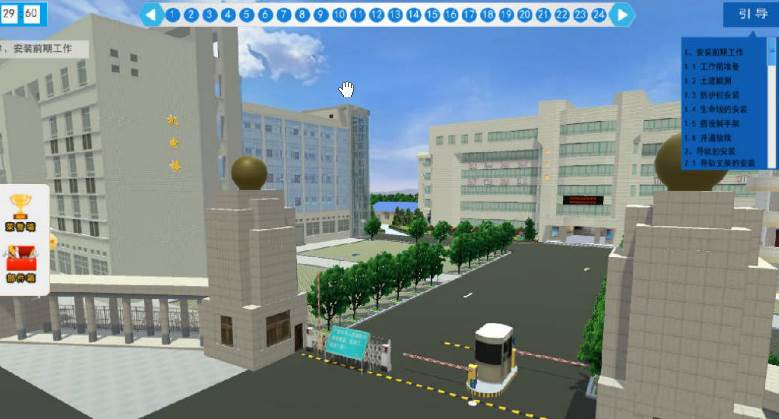 29 : 60
1 2 3 4 5 6 7 8 9 10 11 12 13 14 15 16 17 18 19 20 21 22 23 24
引导
、安装前期工作
1、安装前期工作
1.1 工作前准备
1.2 土建勘测
1.3 防护栏安装
1.4 生命线的安装
1.5 搭设脚手架
1.6 井道放线
2、导轨的安装
2.1 导轨支架的安装
机电楼
荣誉墙
部件箱